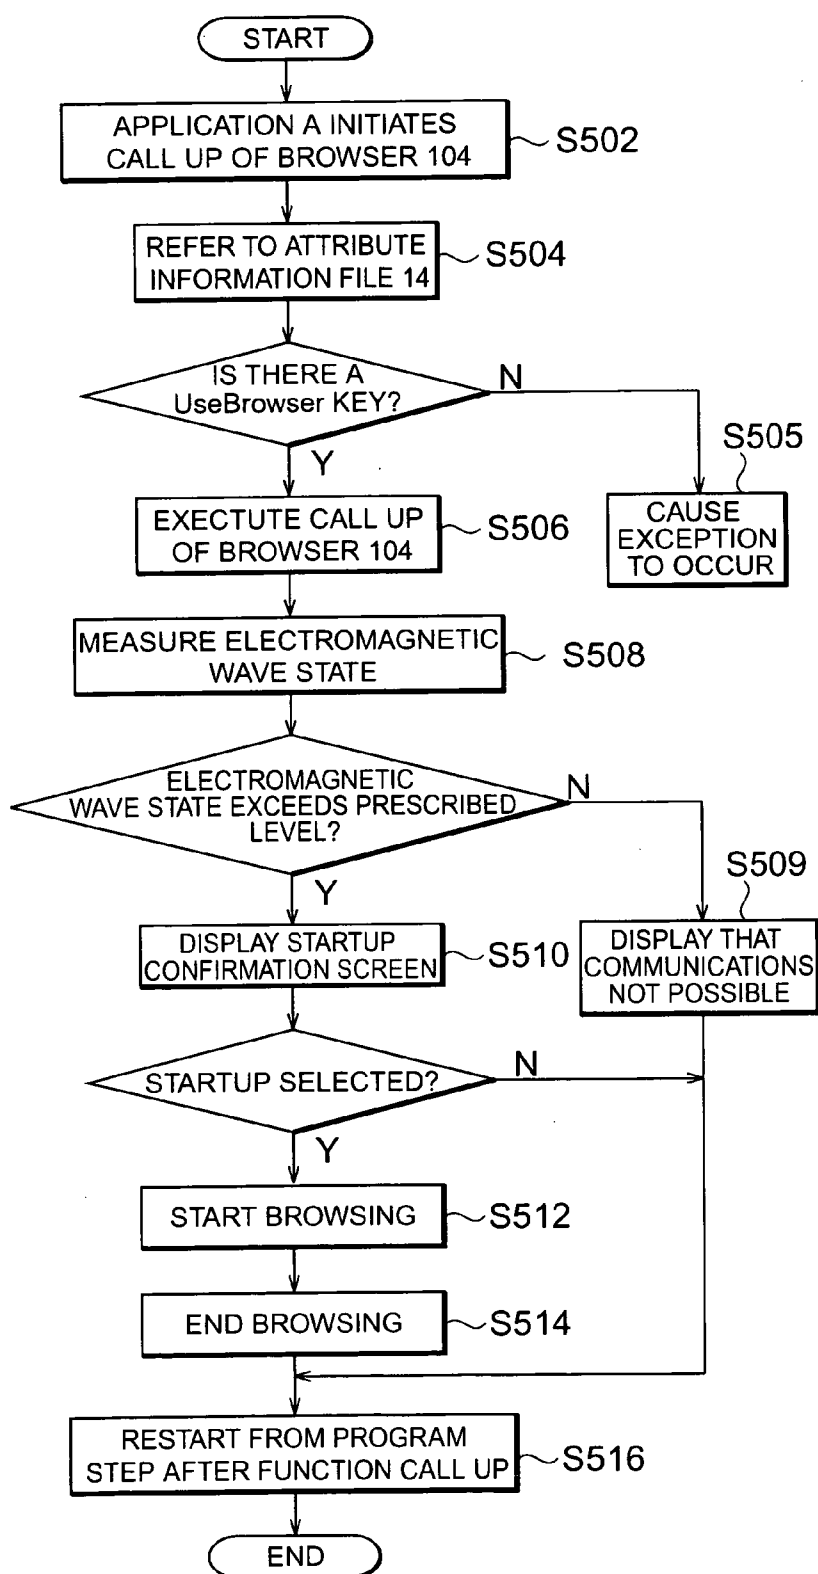 START
APPLICATION A INITIATES
CALL UP OF BROWSER 104
S502
REFER TO ATTRIBUTE
INFORMATION FILE 14
S504
IS THERE A
UseBrowser KEY?
N
Y
S505
CAUSE
EXCEPTION
TO OCCUR
EXECTUTE CALL UP
OF BROWSER 104
S506
MEASURE ELECTROMAGNETIC
WAVE STATE
S508
ELECTROMAGNETIC
WAVE STATE EXCEEDS PRESCRIBED
LEVEL?
N
Y
S509
DISPLAY THAT
COMMUNICATIONS
NOT POSSIBLE
DISPLAY STARTUP
CONFIRMATION SCREEN
S510
STARTUP SELECTED?
N
Y
START BROWSING
S512
END BROWSING
S514
RESTART FROM PROGRAM
STEP AFTER FUNCTION CALL UP
S516
END